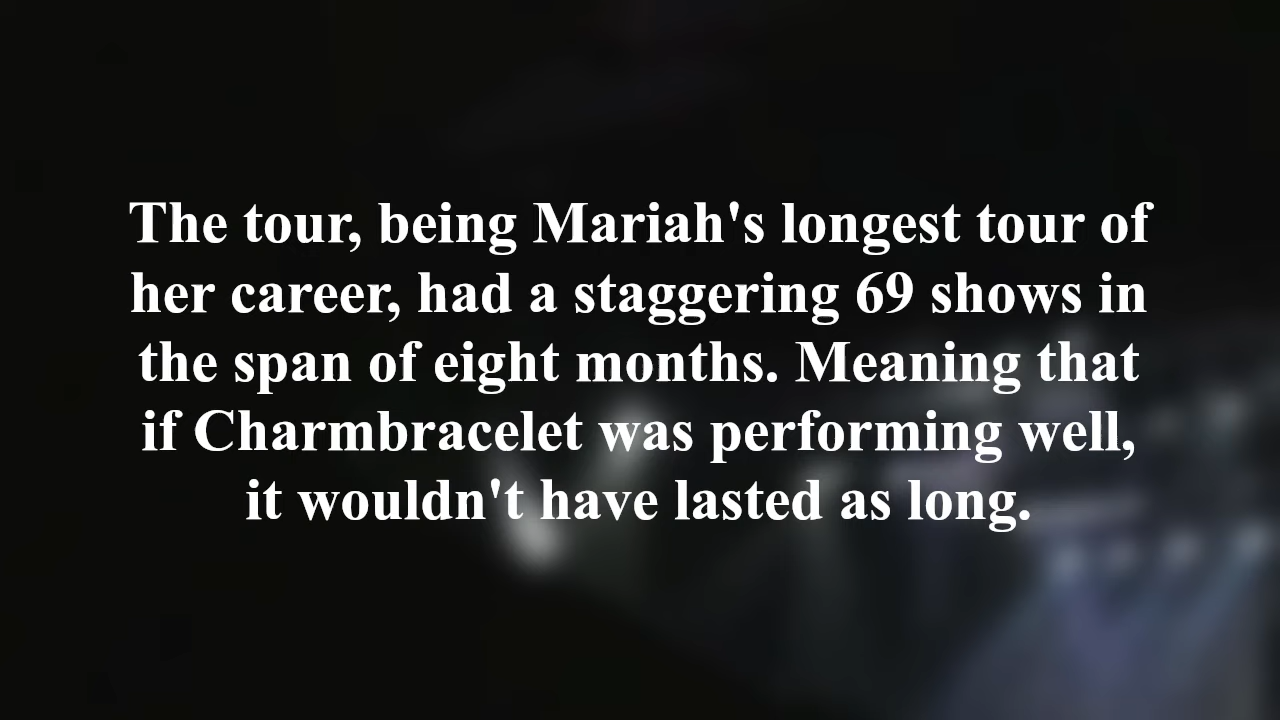 The tour, being Mariah's longest tour of
her career, had a staggering 69 shows in
the span of eight months. Meaning that
if Charmbracelet was performing well,
it wouldn't have lasted as long.